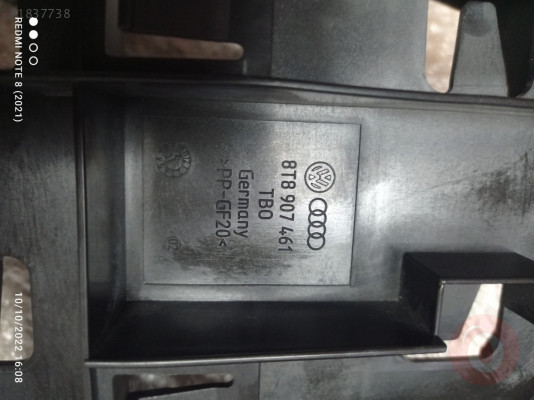 1837738
REDMI NOTE 8 (2021)
10/10/2022 16:08
8T8 907 461
TBO
Germany
>PP-GF20<